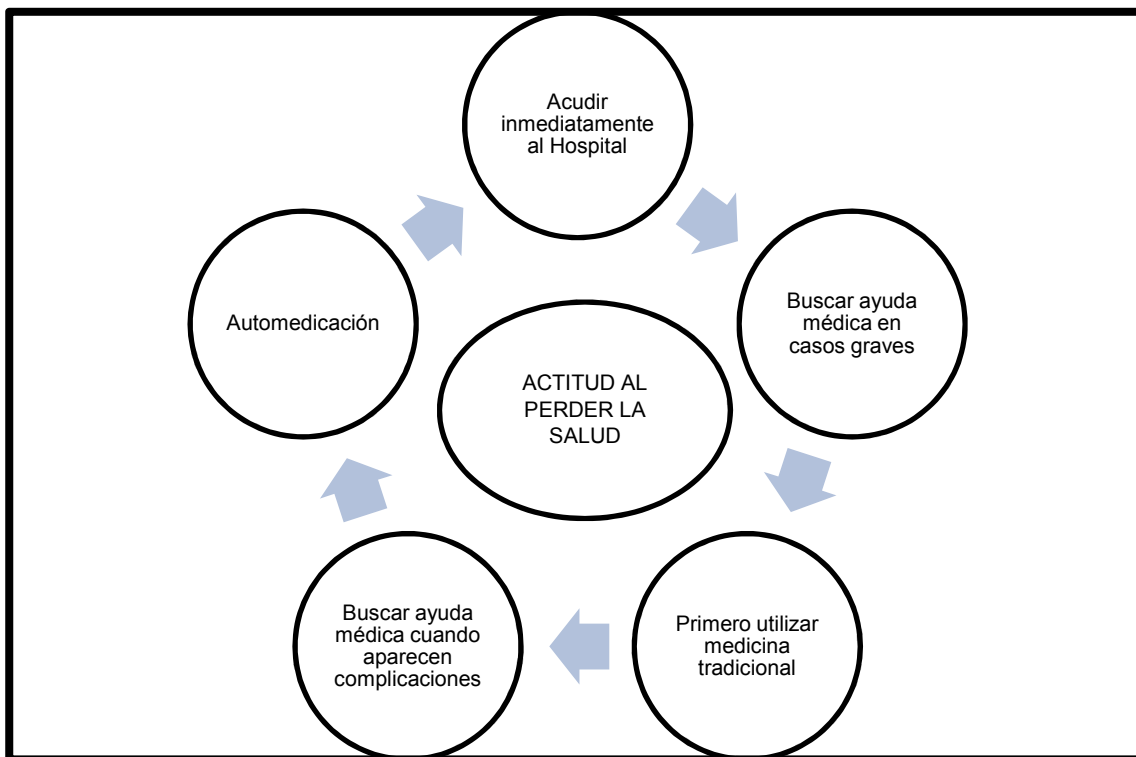 Acudir
inmediatamente
al Hospital
Buscar ayuda
médica en
casos graves
Primero utilizar
medicina
tradicional
Buscar ayuda
médica cuando
aparecen
complicaciones
Automedicación
ACTITUD AL
PERDER LA
SALUD